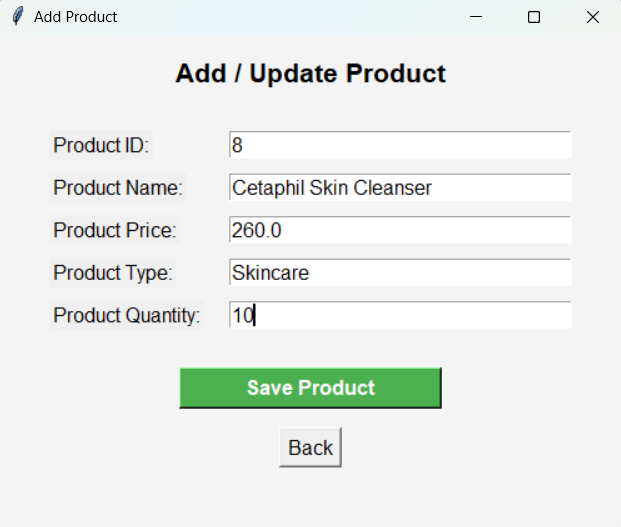 Add Product
Add / Update Product
Product ID: 8
Product Name: Cetaphil Skin Cleanser
Product Price: 260.0
Product Type: Skincare
Product Quantity: 10
Save Product
Back